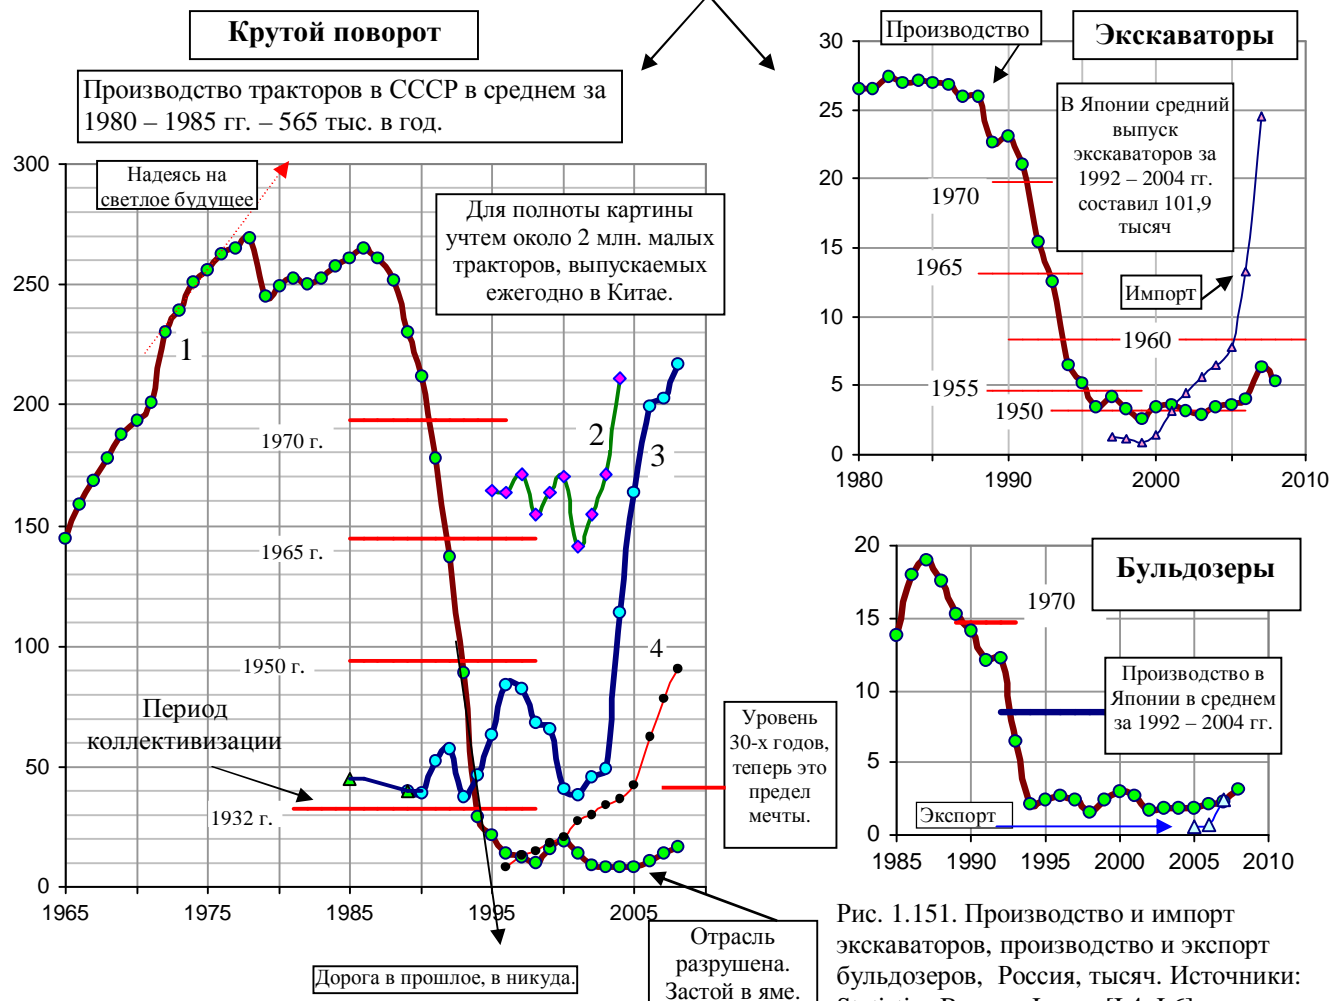 Крутой поворот
Производство тракторов в СССР в среднем за
1980 – 1985 гг. – 565 тыс. в год.
300
250
200
150
100
50
0
1965
1975
1985
1995
2005
Надеясь на
светлое будущее
Для полноты картины
учтем около 2 млн. малых
тракторов, выпускаемых
ежегодно в Китае.
1
2
3
4
1970 г.
1965 г.
1950 г.
Период
коллективизации
1932 г.
Уровень
30-х годов,
теперь это
предел
мечты.
Дорога в прошлое, в никуда.
Отрасль
разрушена.
Застой в яме.
Экскаваторы
Производство
В Японии средний
выпуск
экскаваторов за
1992 – 2004 гг.
составил 101,9
тысяч
Импорт
30
25
20
15
10
5
0
1970
1965
1960
1955
1950
1980
1990
2000
2010
Бульдозеры
20
15
10
5
0
1970
Производство в
Японии в среднем
за 1992 – 2004 гг.
Экспорт
1985
1990
1995
2000
2005
2010
Рис. 1.151. Производство и импорт
экскаваторов, производство и экспорт
бульдозеров, Россия, тысяч. Источники: